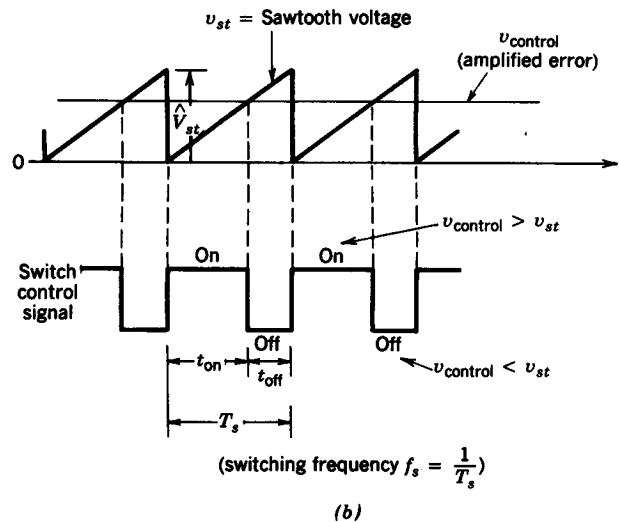 v_st = Sawtooth voltage
v_control
(amplified error)
V̂_st
0
v_control > v_st
On
On
Switch
control
signal
Off
Off
t_on
t_off
v_control < v_st
T_s
(switching frequency f_s = 1/T_s)
(b)